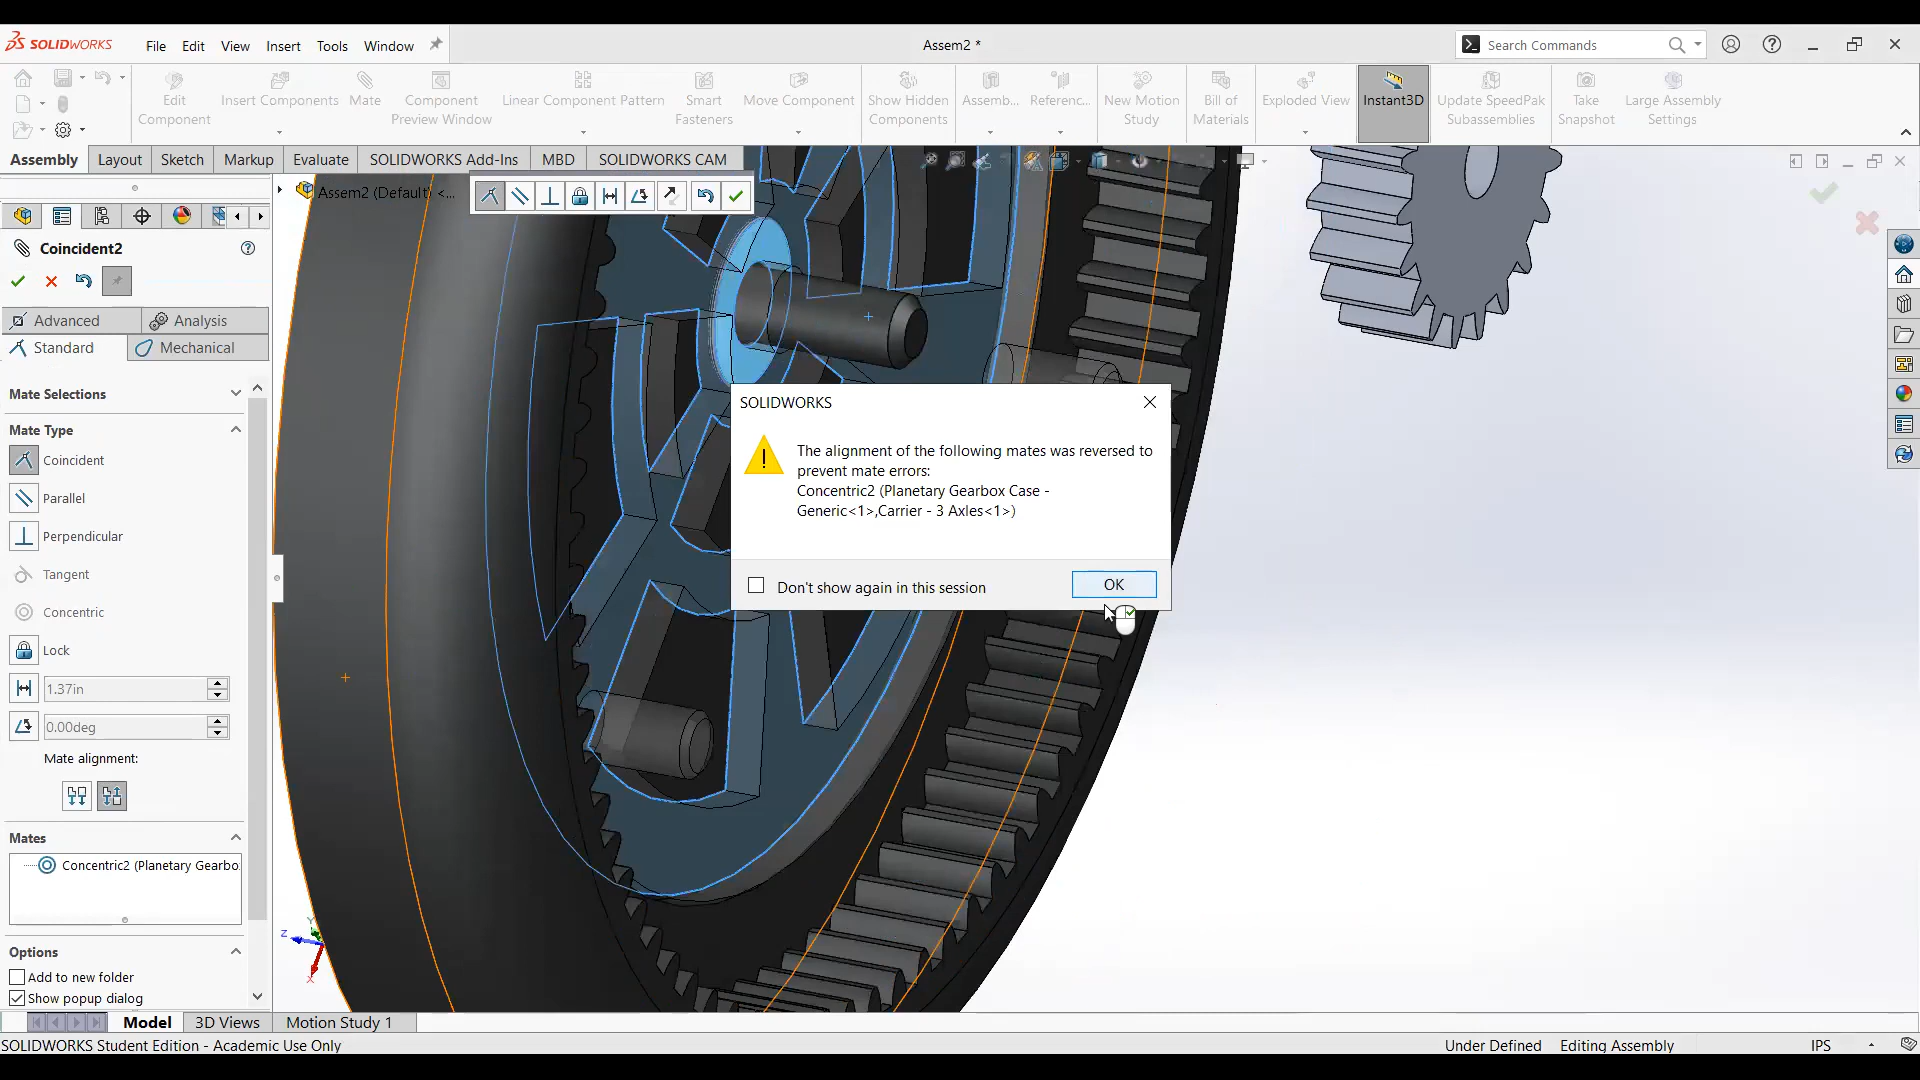 SOLIDWORKS
File Edit View Insert Tools Window
Assem2 *
Search Commands
Edit Component
Insert Components
Mate
Component Preview Window
Linear Component Pattern
Smart Fasteners
Move Component
Show Hidden Components
Assemb...
Referenc...
New Motion Study
Bill of Materials
Exploded View
Instant3D
Update SpeedPak Subassemblies
Take Snapshot
Large Assembly Settings
Assembly Layout Sketch Markup Evaluate SOLIDWORKS Add-Ins MBD SOLIDWORKS CAM
Assem2 (Default) <...
Coincident2
Advanced Analysis
Standard Mechanical
Mate Selections
Mate Type
Coincident
Parallel
Perpendicular
Tangent
Concentric
Lock
1.37in
0.00deg
Mate alignment:
Mates
Concentric2 (Planetary Gearbo
Options
Add to new folder
Show popup dialog
SOLIDWORKS
The alignment of the following mates was reversed to
prevent mate errors:
Concentric2 (Planetary Gearbox Case -
Generic<1>,Carrier - 3 Axles<1>)
Don't show again in this session
OK
Y
Z
X
Model 3D Views Motion Study 1
SOLIDWORKS Student Edition - Academic Use Only
Under Defined Editing Assembly IPS